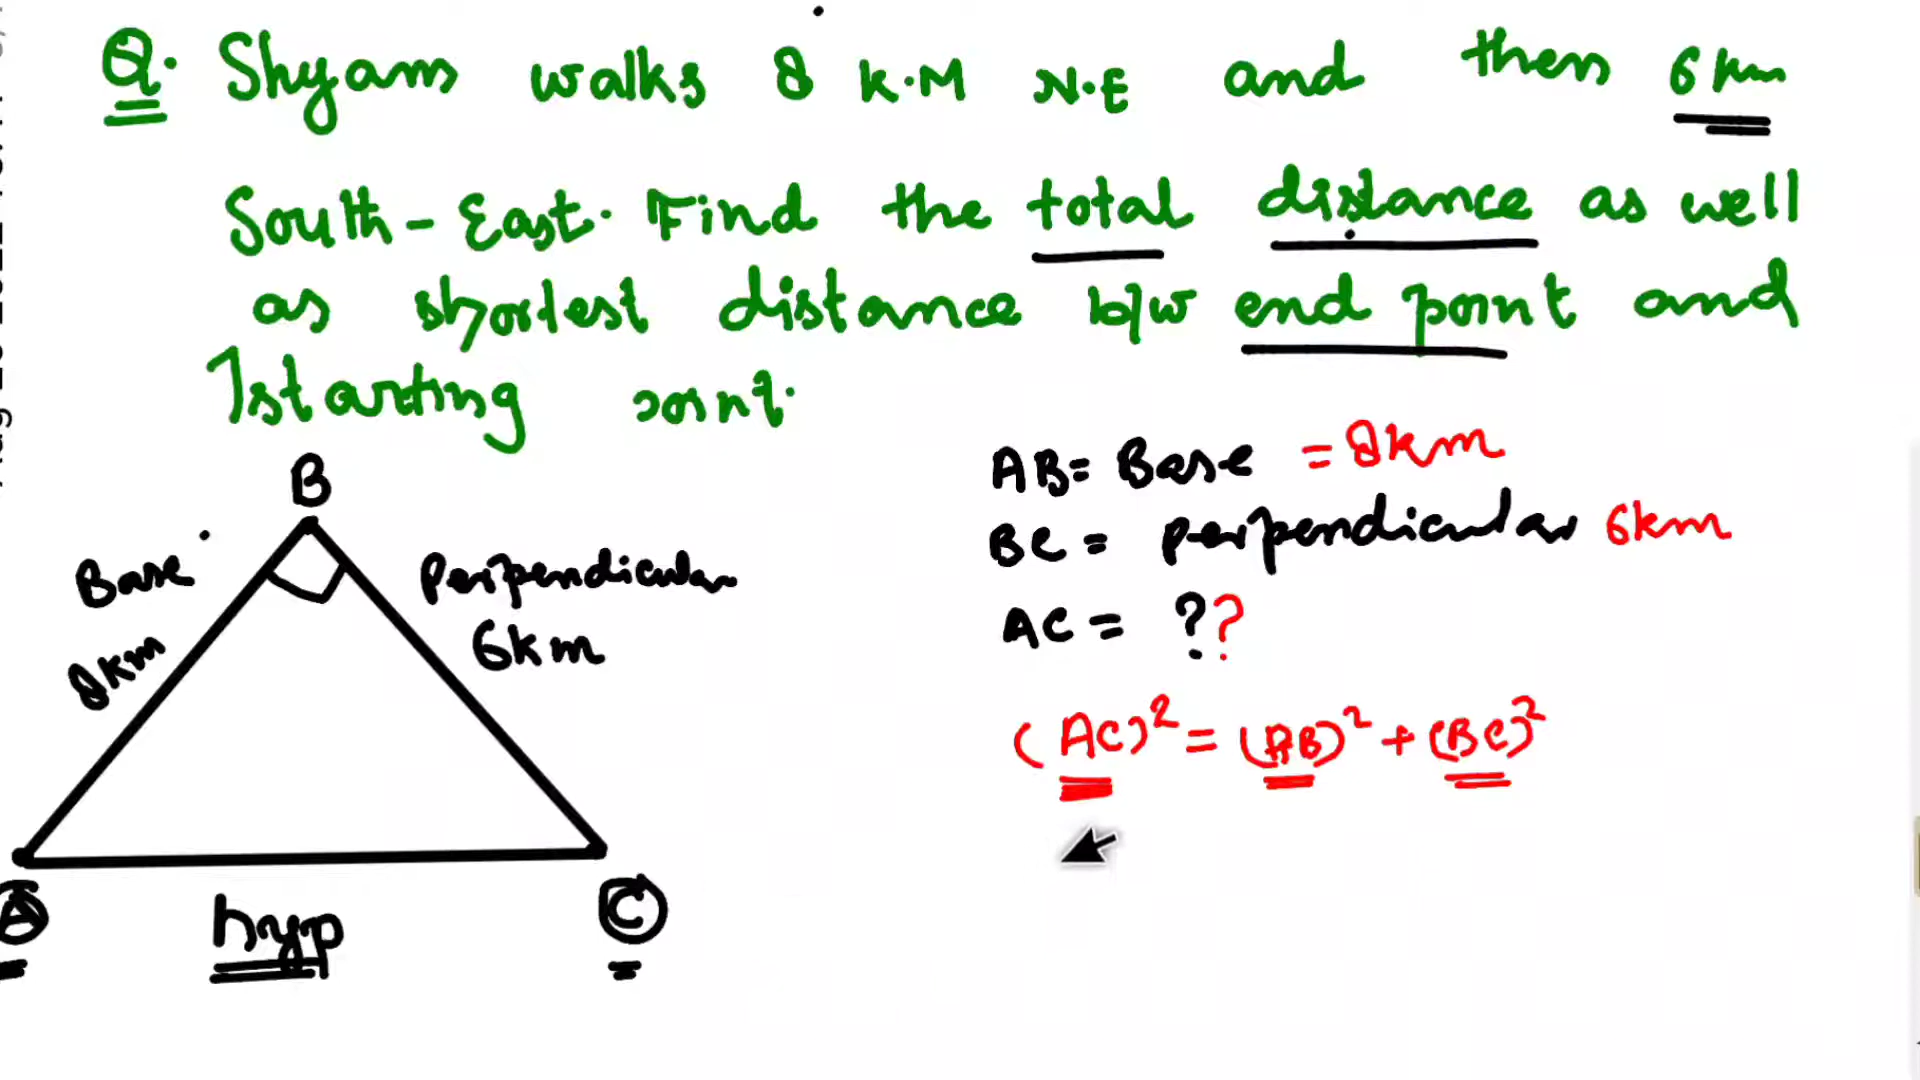 Q. Shyam walks 8 K.M N.E and then 6 km
South-East. Find the total distance as well
as shortest distance b/w end point and
starting point.
B
Base
8km
Perpendicular
6km
A
hyp
C
AB= Base = 8km
BC = perpendicular 6km
AC = ??
(AC)² = (AB)² + (BC)²